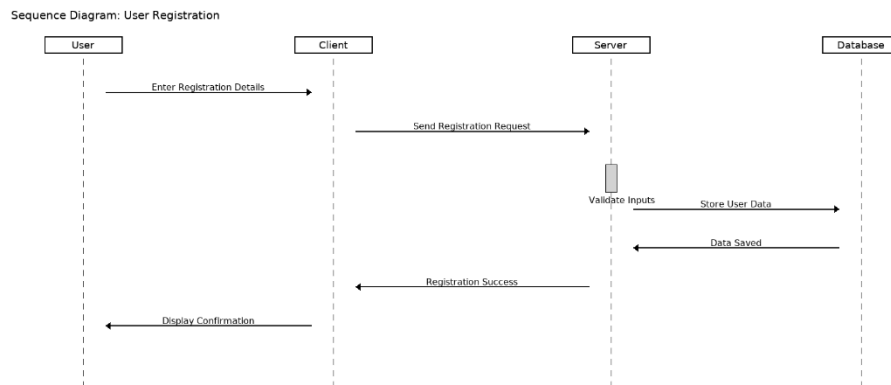 Sequence Diagram: User Registration
User
Client
Server
Database
Enter Registration Details
Send Registration Request
Validate Inputs
Store User Data
Data Saved
Registration Success
Display Confirmation